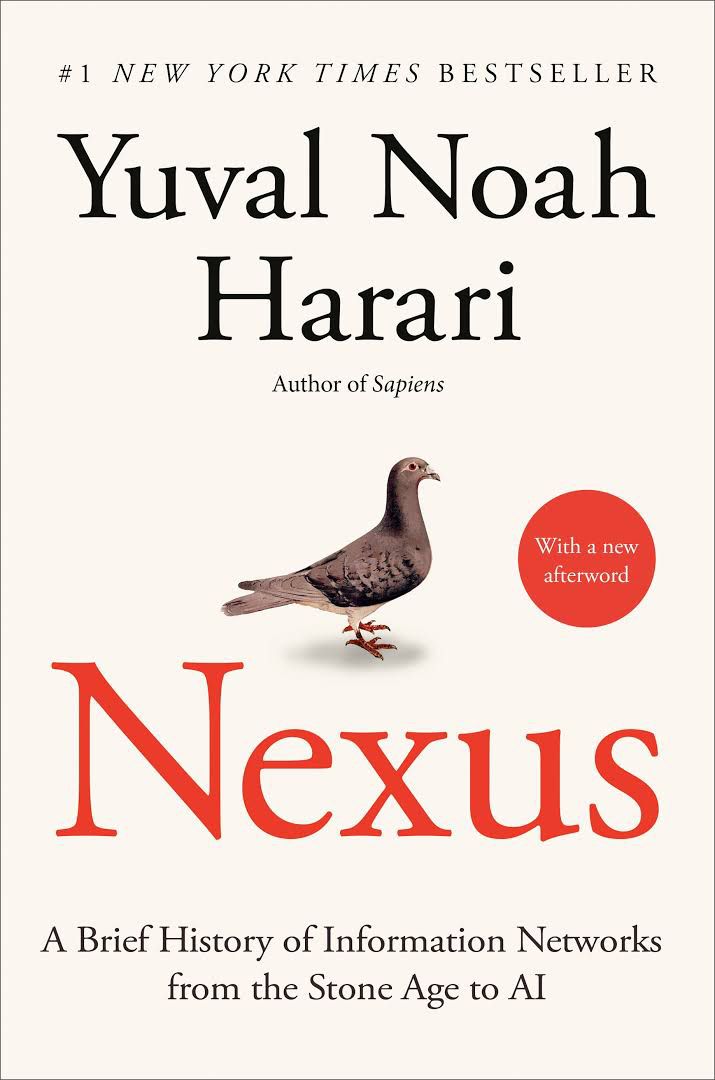 #1 NEW YORK TIMES BESTSELLER
Yuval Noah
Harari
Author of Sapiens
With a new
afterword
Nexus
A Brief History of Information Networks
from the Stone Age to AI